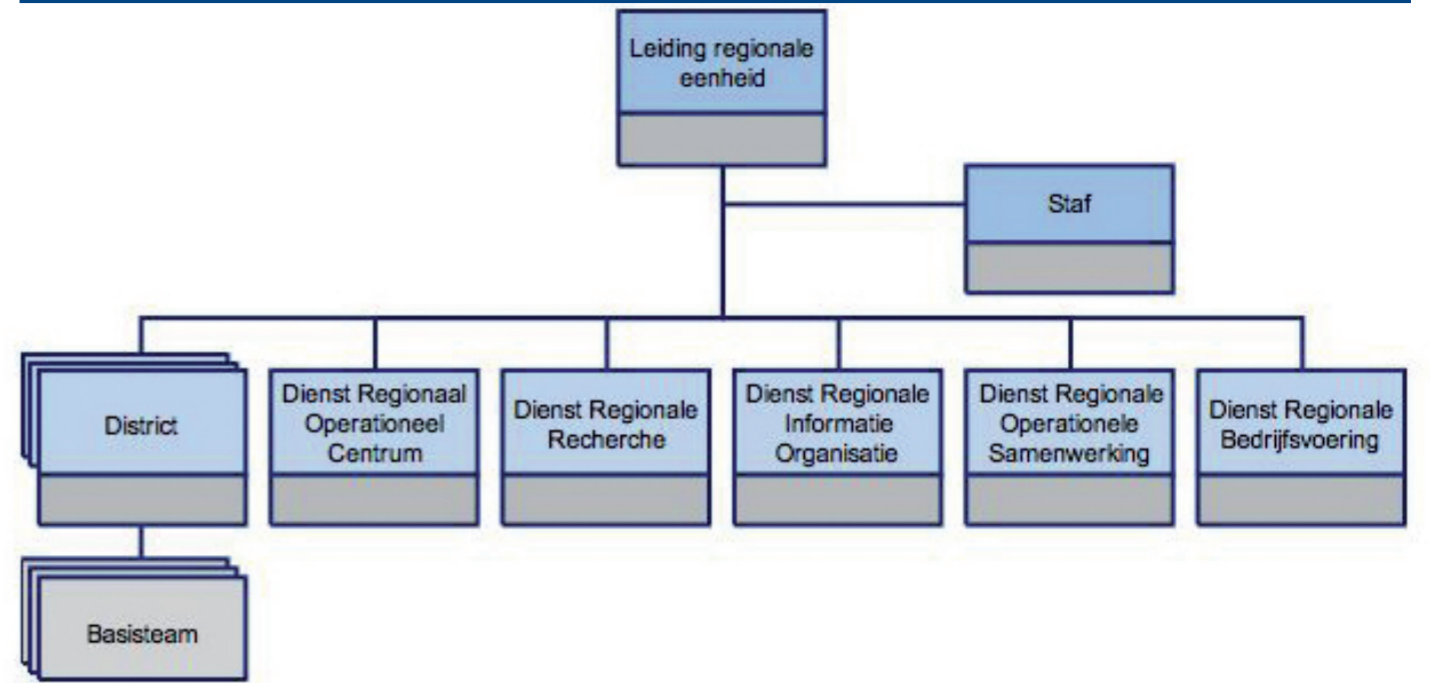 Leiding regionale
eenheid
Staf
District
Dienst Regionaal
Operationeel
Centrum
Dienst Regionale
Recherche
Dienst Regionale
Informatie
Organisatie
Dienst Regionale
Operationele
Samenwerking
Dienst Regionale
Bedrijfsvoering
Basisteam